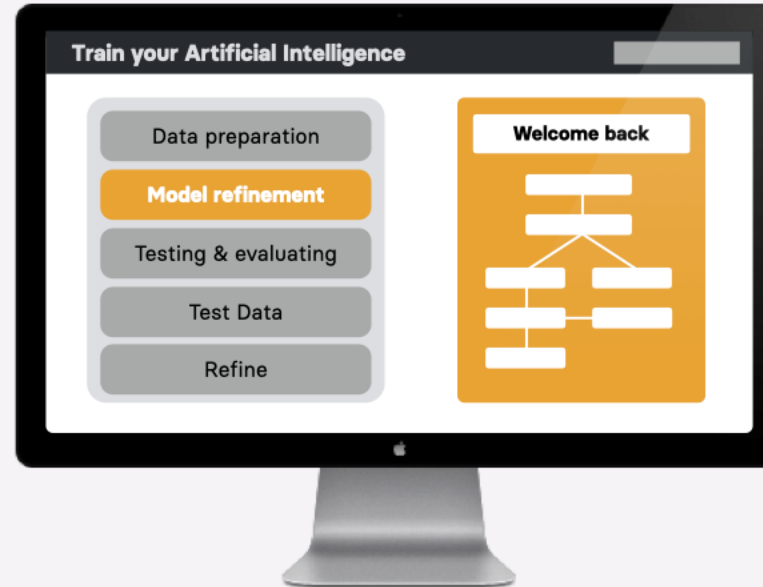 Train your Artificial Intelligence
Data preparation
Model refinement
Testing & evaluating
Test Data
Refine
Welcome back